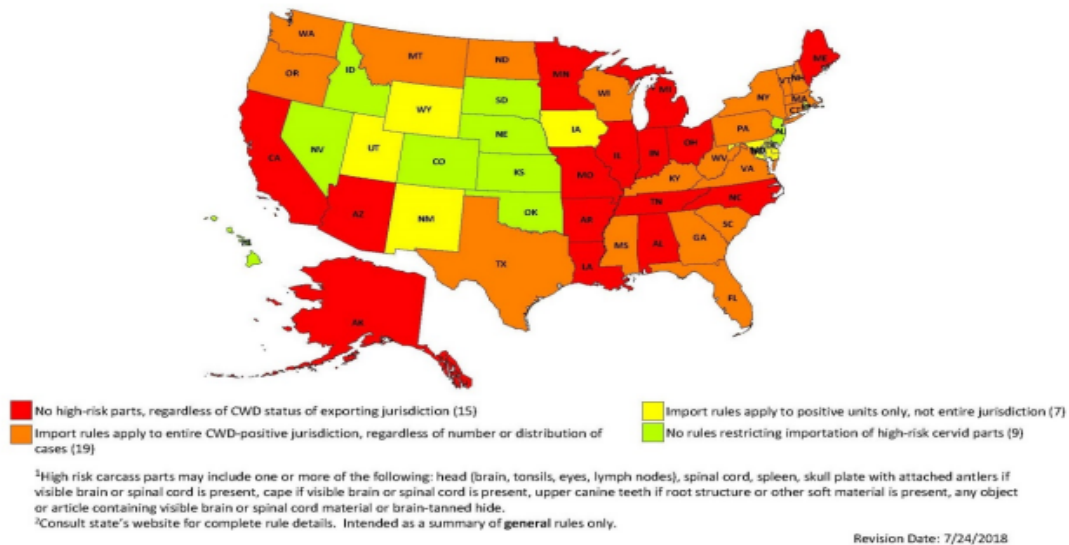 WA
MT
ND
MN
ME
OR
ID
WI
MI
VT
NH
SD
NY
MA
WY
CT
IA
PA
NE
NJ
NV
IL
IN
OH
UT
CO
WV
CA
KS
MO
KY
VA
TN
NC
AZ
NM
OK
AR
SC
MS
AL
GA
TX
LA
FL
AK
No high-risk parts, regardless of CWD status of exporting jurisdiction (15)
Import rules apply to entire CWD-positive jurisdiction, regardless of number or distribution of
cases (19)
Import rules apply to positive units only, not entire jurisdiction (7)
No rules restricting importation of high-risk cervid parts (9)
¹High risk carcass parts may include one or more of the following: head (brain, tonsils, eyes, lymph nodes), spinal cord, spleen, skull plate with attached antlers if
visible brain or spinal cord is present, cape if visible brain or spinal cord is present, upper canine teeth if root structure or other soft material is present, any object
or article containing visible brain or spinal cord material or brain-tanned hide.
²Consult state's website for complete rule details. Intended as a summary of general rules only.
Revision Date: 7/24/2018